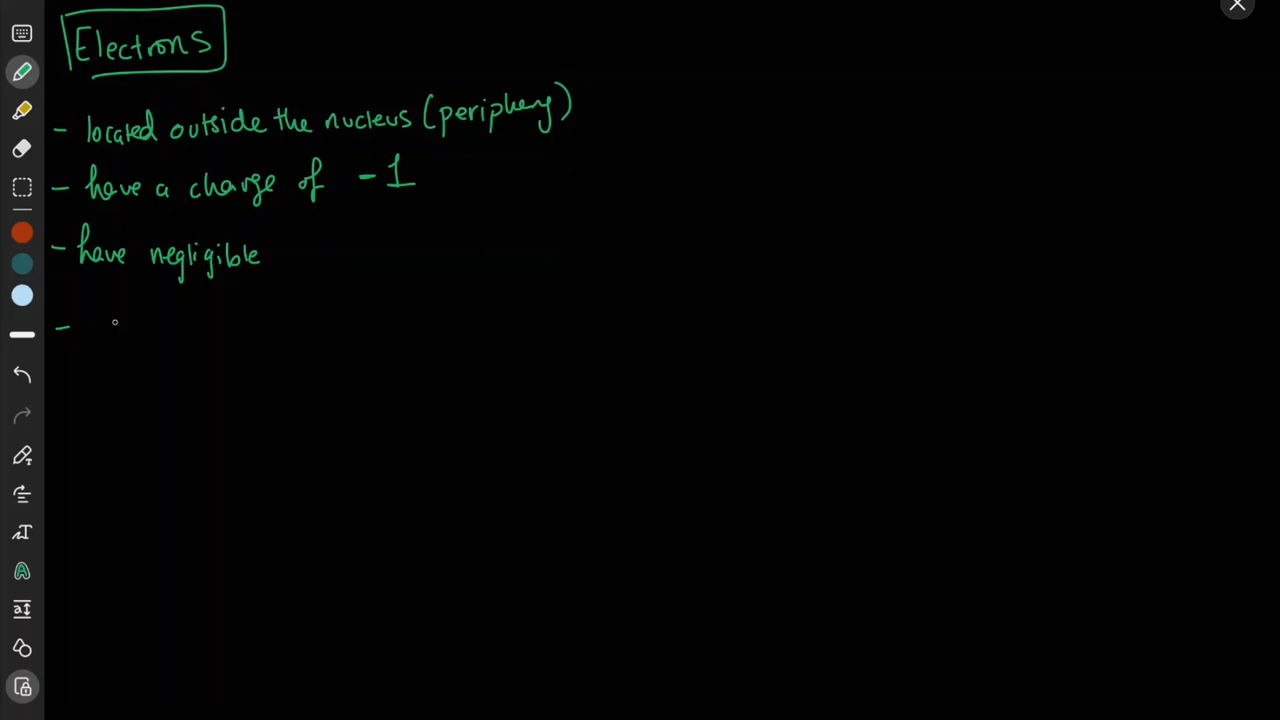 Electrons
- located outside the nucleus (periphery)
- have a charge of -1
- have negligible
-